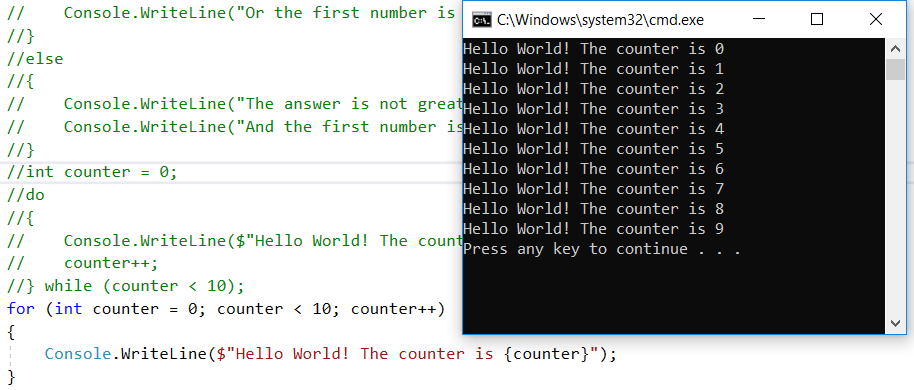 //    Console.WriteLine("Or the first number is
//}
//else
//{
//    Console.WriteLine("The answer is not great
//    Console.WriteLine("And the first number is
//}
//int counter = 0;
//do
//{
//    Console.WriteLine($"Hello World! The count
//    counter++;
//} while (counter < 10);
for (int counter = 0; counter < 10; counter++)
{
    Console.WriteLine($"Hello World! The counter is {counter}");
}
C:\Windows\system32\cmd.exe
Hello World! The counter is 0
Hello World! The counter is 1
Hello World! The counter is 2
Hello World! The counter is 3
Hello World! The counter is 4
Hello World! The counter is 5
Hello World! The counter is 6
Hello World! The counter is 7
Hello World! The counter is 8
Hello World! The counter is 9
Press any key to continue . . .